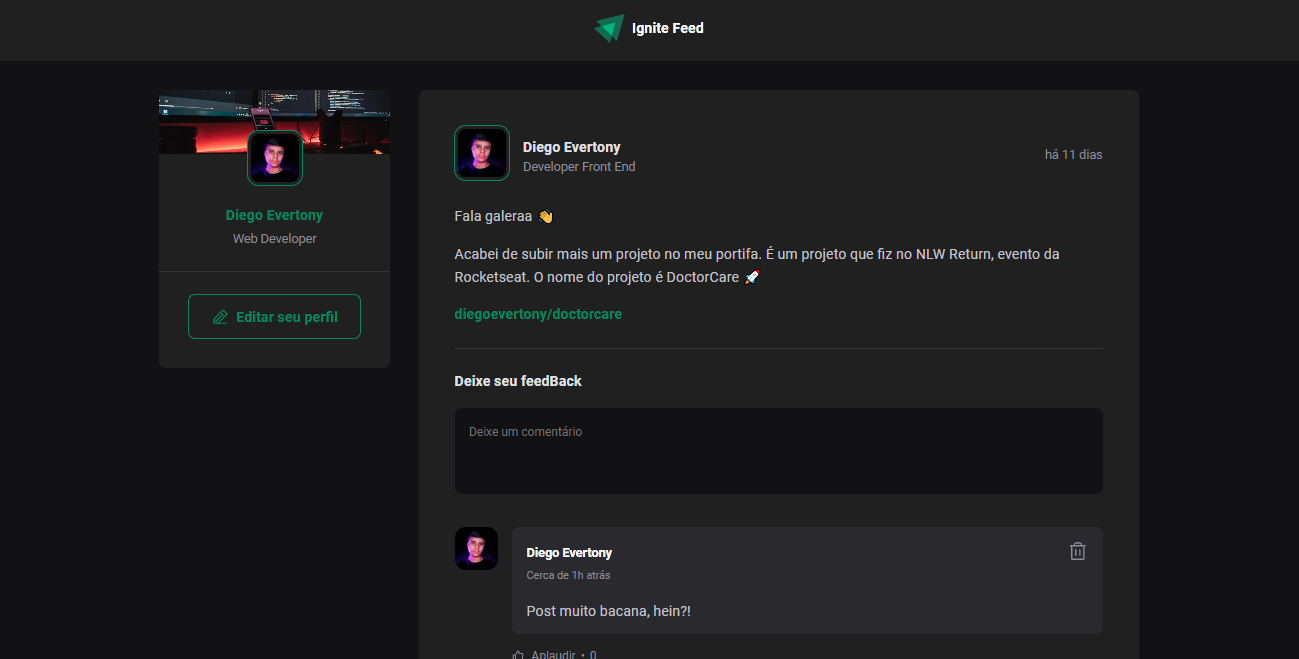 Ignite Feed
Diego Evertony
Web Developer
Editar seu perfil
Diego Evertony
Developer Front End
há 11 dias
Fala galeraa 👋
Acabei de subir mais um projeto no meu portifa. É um projeto que fiz no NLW Return, evento da
Rocketseat. O nome do projeto é DoctorCare 🚀
diegoevertony/doctorcare
Deixe seu feedBack
Deixe um comentário
Diego Evertony
Cerca de 1h atrás
Post muito bacana, hein?!
Aplaudir • 0